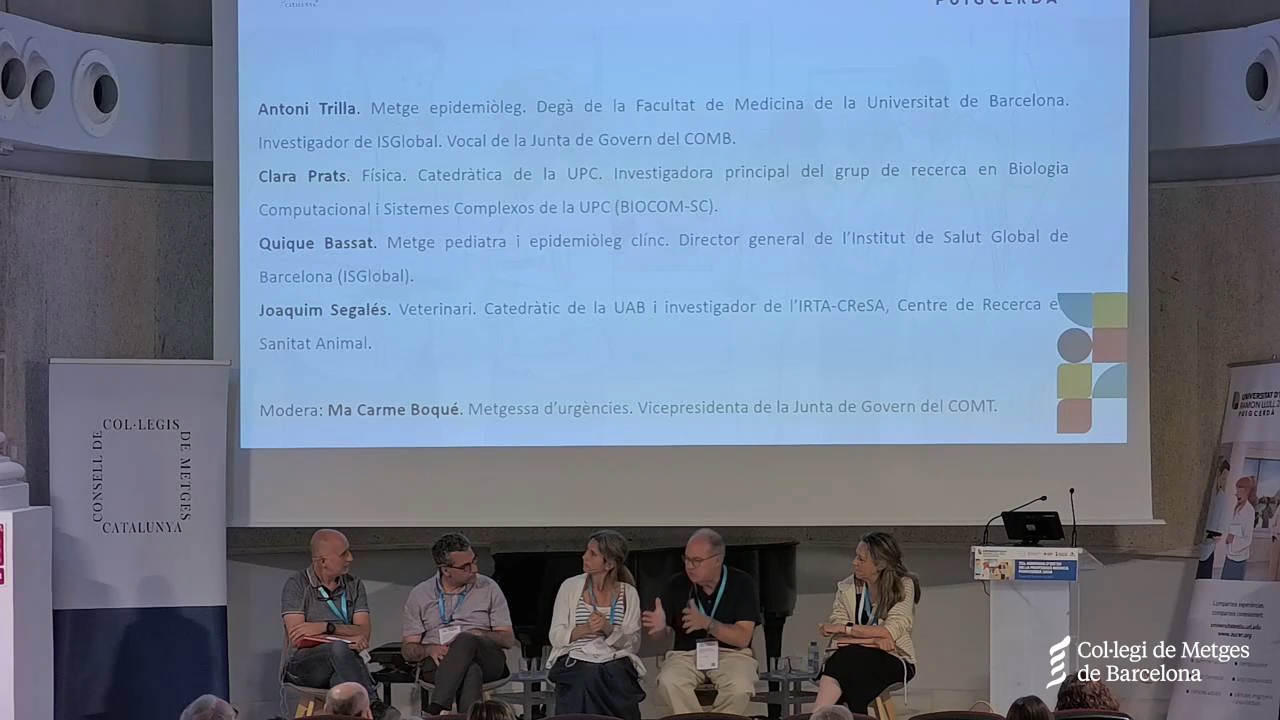 CATALUNYA
PUIGCERDÀ
Antoni Trilla. Metge epidemiòleg. Degà de la Facultat de Medicina de la Universitat de Barcelona.
Investigador de ISGlobal. Vocal de la Junta de Govern del COMB.
Clara Prats. Física. Catedràtica de la UPC. Investigadora principal del grup de recerca en Biologia
Computacional i Sistemes Complexos de la UPC (BIOCOM-SC).
Quique Bassat. Metge pediatra i epidemiòleg clínc. Director general de l'Institut de Salut Global de
Barcelona (ISGlobal).
Joaquim Segalés. Veterinari. Catedràtic de la UAB i investigador de l'IRTA-CReSA, Centre de Recerca e
Sanitat Animal.
Modera: Ma Carme Boqué. Metgessa d'urgències. Vicepresidenta de la Junta de Govern del COMT.
CONSELL DE
COL·LEGIS
DE METGES
CATALUNYA
UNIVERSITAT D'E
RAMON LLULL
PUIGCERDÀ
Col·legi de Metges
de Barcelona